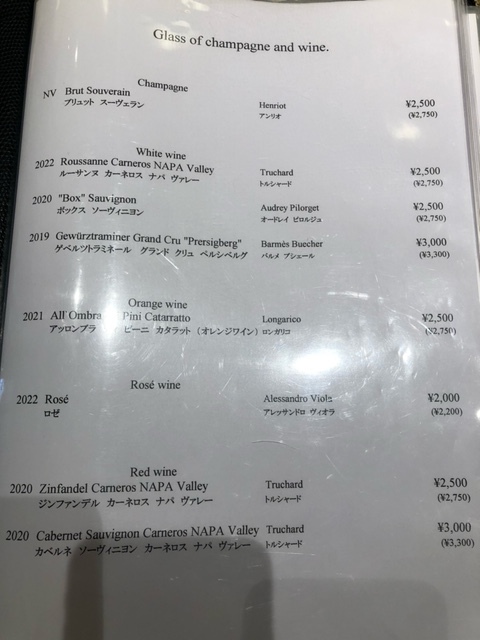 Glass of champagne and wine.
Champagne
NV Brut Souverain Henriot ¥2,500
ブリュット スーヴェラン アンリオ (¥2,750)
White wine
2022 Roussanne Carneros NAPA Valley Truchard ¥2,500
ルーサンヌ カーネロス ナパ ヴァレー トルシャード (¥2,750)
2020 "Box" Sauvignon Audrey Pilorget ¥2,500
ボックス ソーヴィニヨン オードレイ ピロルジュ (¥2,750)
2019 Gewürztraminer Grand Cru "Prersigberg" Barmès Buecher ¥3,000
ゲベルツトラミネール グランド クリュ ペルシベルグ バルメ ブシェール (¥3,300)
Orange wine
2021 All Ombra Pini Catarratto Longarico ¥2,500
アッロンブラ ピーニ カタラット (オレンジワイン) ロンガリコ (¥2,750)
Rosé wine
2022 Rosé Alessandro Viola ¥2,000
ロゼ アレッサンドロ ヴィオラ (¥2,200)
Red wine
2020 Zinfandel Carneros NAPA Valley Truchard ¥2,500
ジンファンデル カーネロス ナパ ヴァレー トルシャード (¥2,750)
2020 Cabernet Sauvignon Carneros NAPA Valley Truchard ¥3,000
カベルネ ソーヴィニヨン カーネロス ナパ ヴァレー トルシャード (¥3,300)